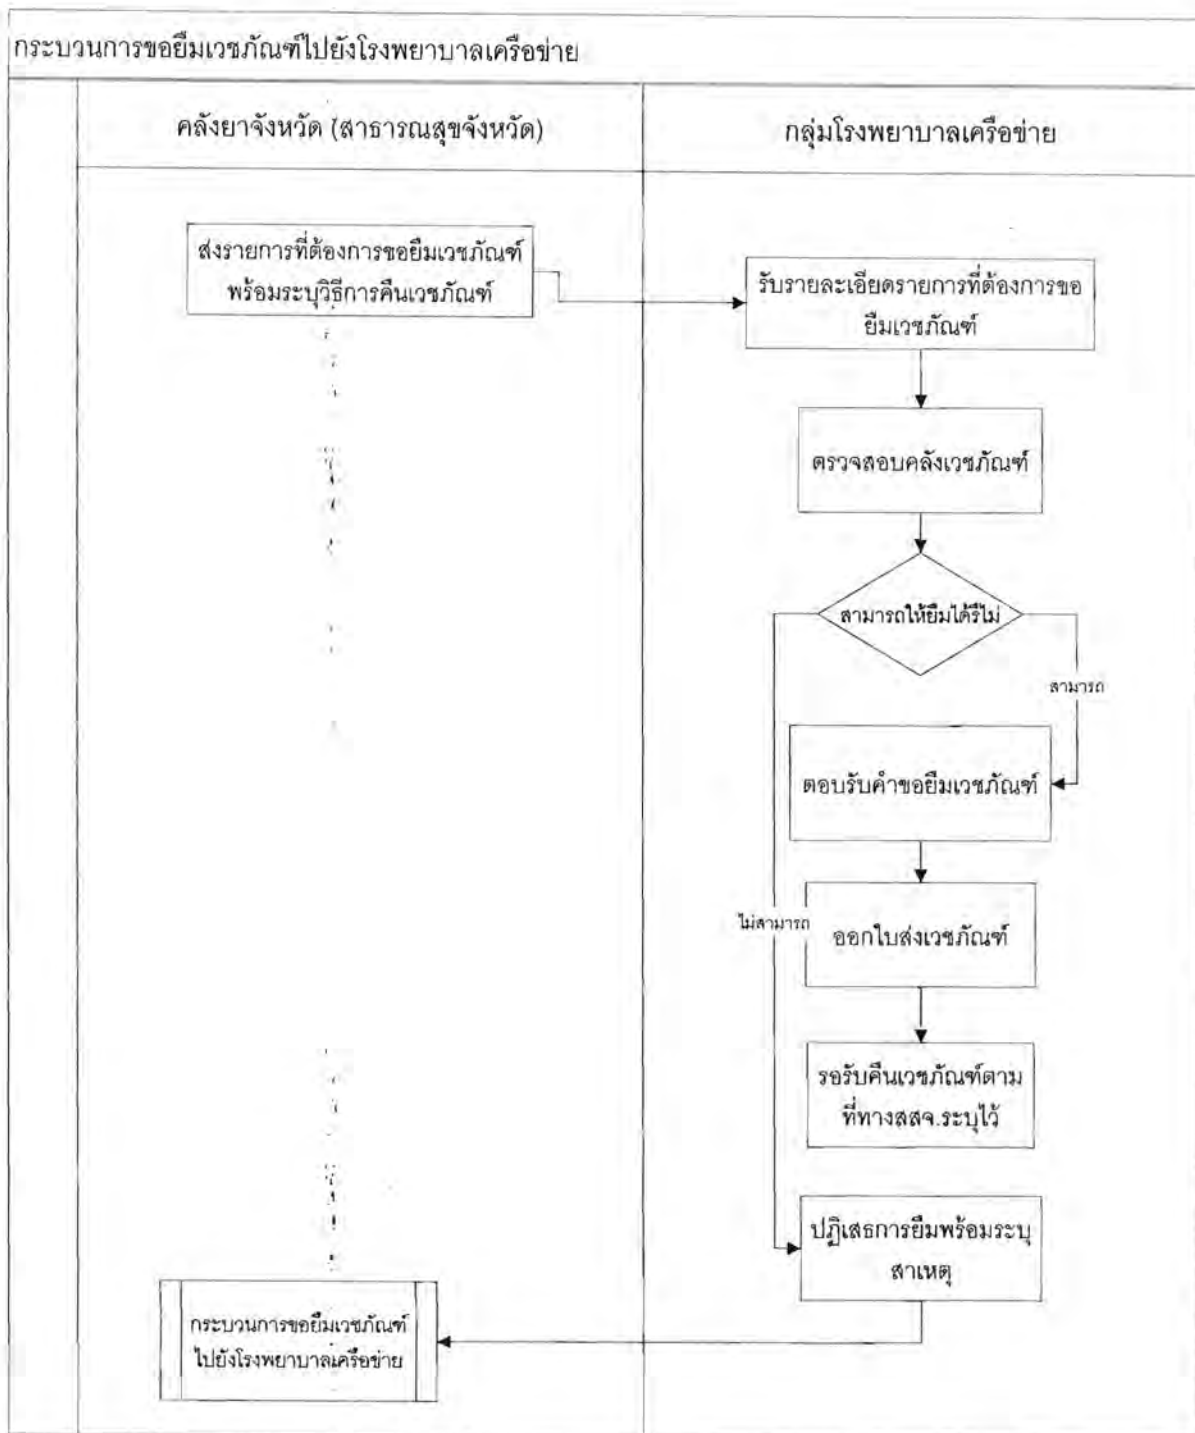 กระบวนการขอยืมเวชภัณฑ์ไปยังโรงพยาบาลเครือข่าย
คลังยาจังหวัด (สาธารณสุขจังหวัด)
กลุ่มโรงพยาบาลเครือข่าย
ส่งรายการที่ต้องการขอยืมเวชภัณฑ์
พร้อมระบุวิธีการคืนเวชภัณฑ์
รับรายละเอียดรายการที่ต้องการขอ
ยืมเวชภัณฑ์
ตรวจสอบคลังเวชภัณฑ์
สามารถให้ยืมได้รึไม่
สามารถ
ตอบรับคำขอยืมเวชภัณฑ์
ไม่สามารถ
ออกใบส่งเวชภัณฑ์
รอรับคืนเวชภัณฑ์ตาม
ที่ทางสสจ.ระบุไว้
ปฏิเสธการยืมพร้อมระบุ
สาเหตุ
กระบวนการขอยืมเวชภัณฑ์
ไปยังโรงพยาบาลเครือข่าย